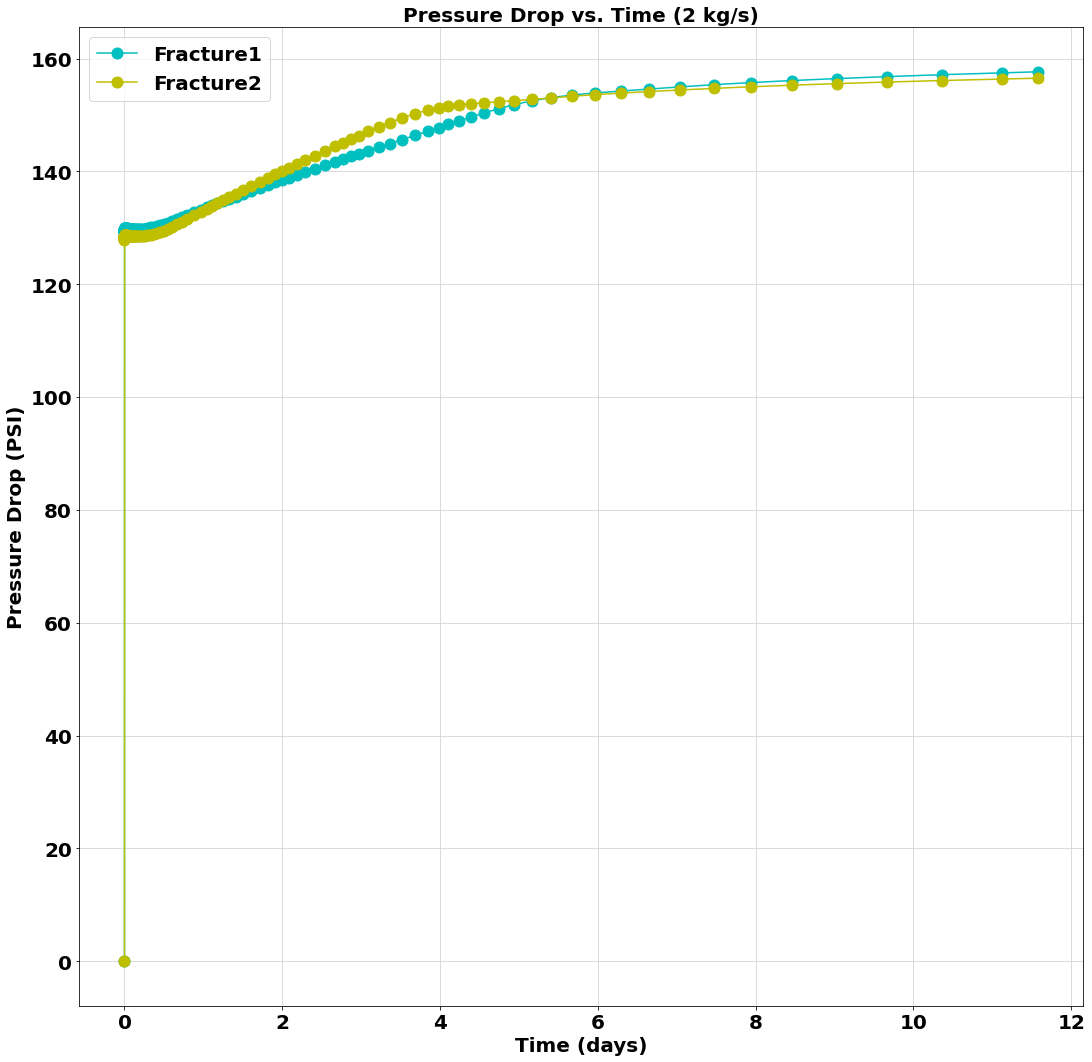 Pressure Drop vs. Time (2 kg/s)
Fracture1
Fracture2
Pressure Drop (PSI)
160
140
120
100
80
60
40
20
0
0 2 4 6 8 10 12
Time (days)